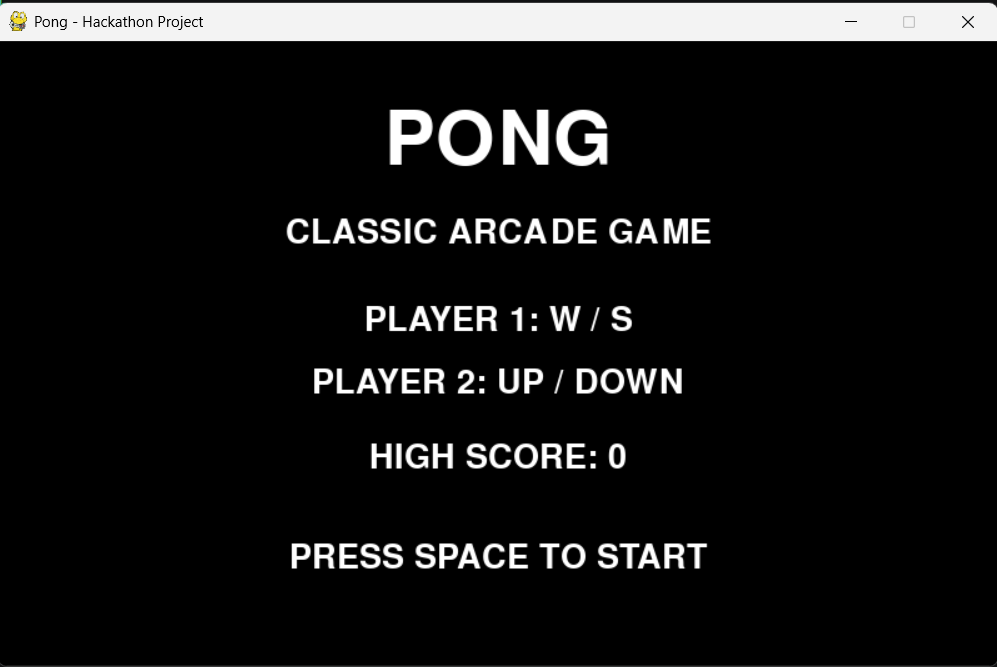 Pong - Hackathon Project
PONG
CLASSIC ARCADE GAME
PLAYER 1: W / S
PLAYER 2: UP / DOWN
HIGH SCORE: 0
PRESS SPACE TO START